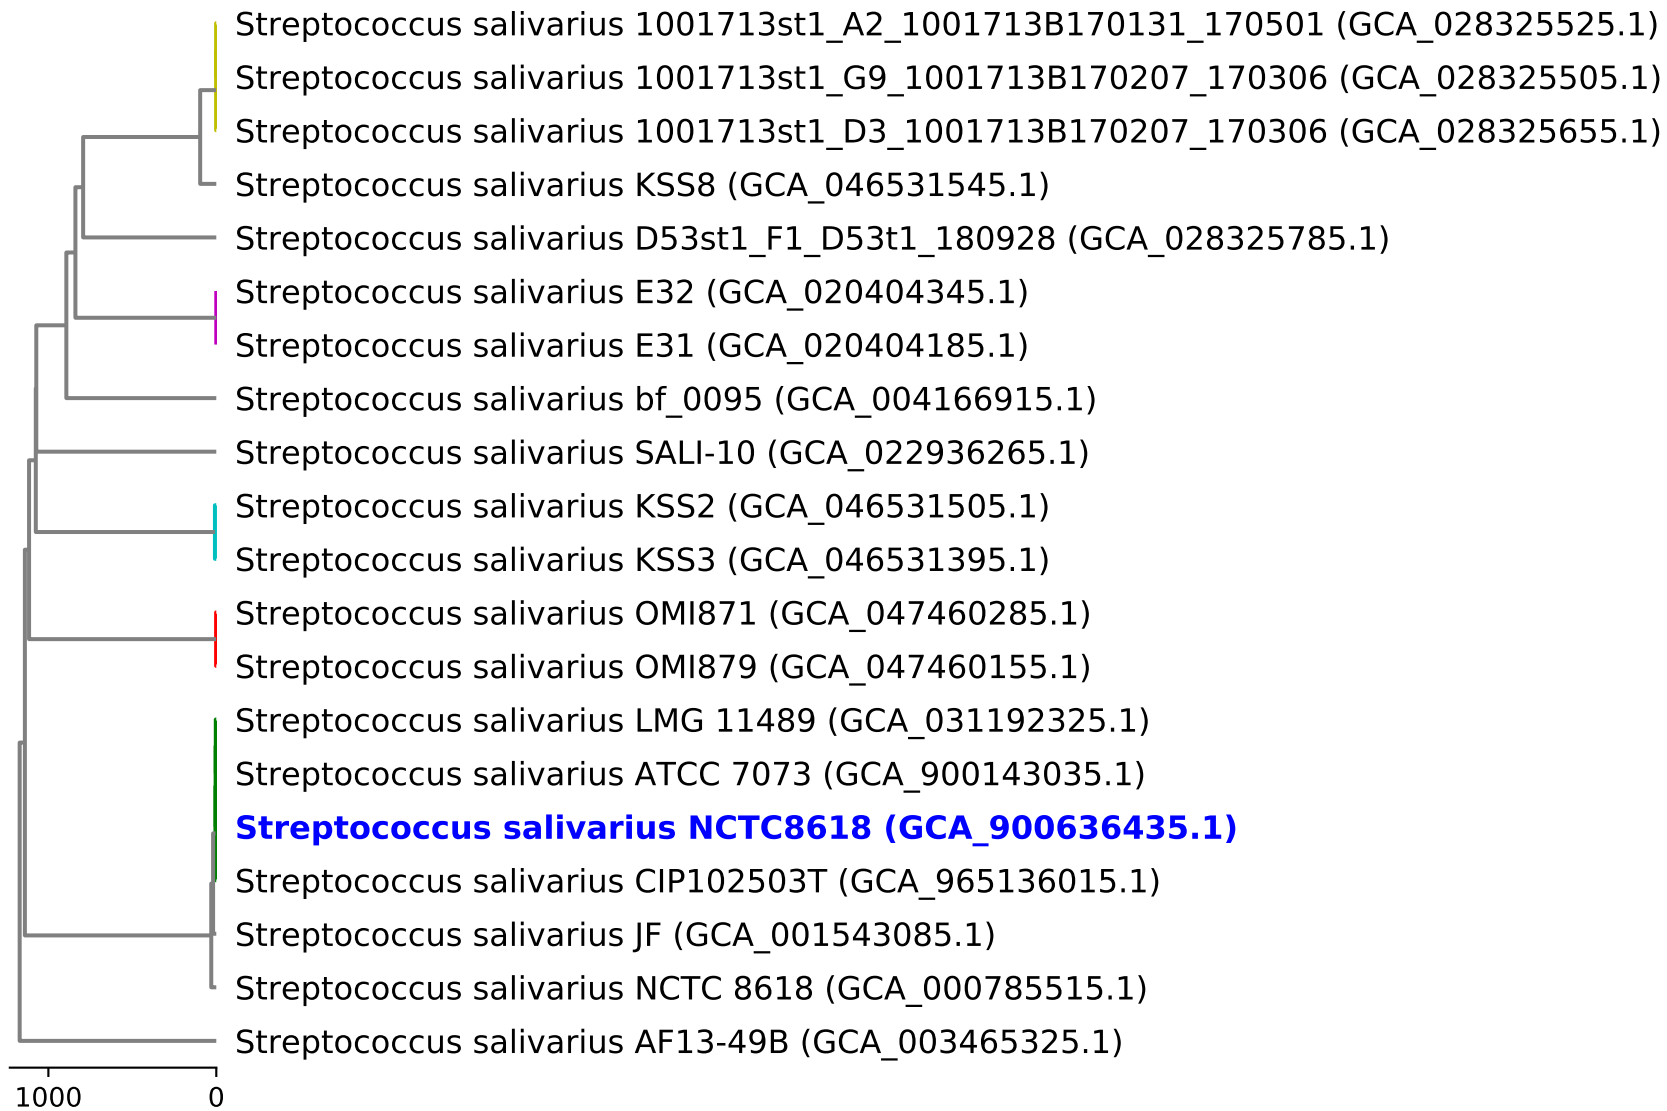 Streptococcus salivarius 1001713st1_A2_1001713B170131_170501 (GCA_028325525.1)
Streptococcus salivarius 1001713st1_G9_1001713B170207_170306 (GCA_028325505.1)
Streptococcus salivarius 1001713st1_D3_1001713B170207_170306 (GCA_028325655.1)
Streptococcus salivarius KSS8 (GCA_046531545.1)
Streptococcus salivarius D53st1_F1_D53t1_180928 (GCA_028325785.1)
Streptococcus salivarius E32 (GCA_020404345.1)
Streptococcus salivarius E31 (GCA_020404185.1)
Streptococcus salivarius bf_0095 (GCA_004166915.1)
Streptococcus salivarius SALI-10 (GCA_022936265.1)
Streptococcus salivarius KSS2 (GCA_046531505.1)
Streptococcus salivarius KSS3 (GCA_046531395.1)
Streptococcus salivarius OMI871 (GCA_047460285.1)
Streptococcus salivarius OMI879 (GCA_047460155.1)
Streptococcus salivarius LMG 11489 (GCA_031192325.1)
Streptococcus salivarius ATCC 7073 (GCA_900143035.1)
Streptococcus salivarius NCTC8618 (GCA_900636435.1)
Streptococcus salivarius CIP102503T (GCA_965136015.1)
Streptococcus salivarius JF (GCA_001543085.1)
Streptococcus salivarius NCTC 8618 (GCA_000785515.1)
Streptococcus salivarius AF13-49B (GCA_003465325.1)
1000 0